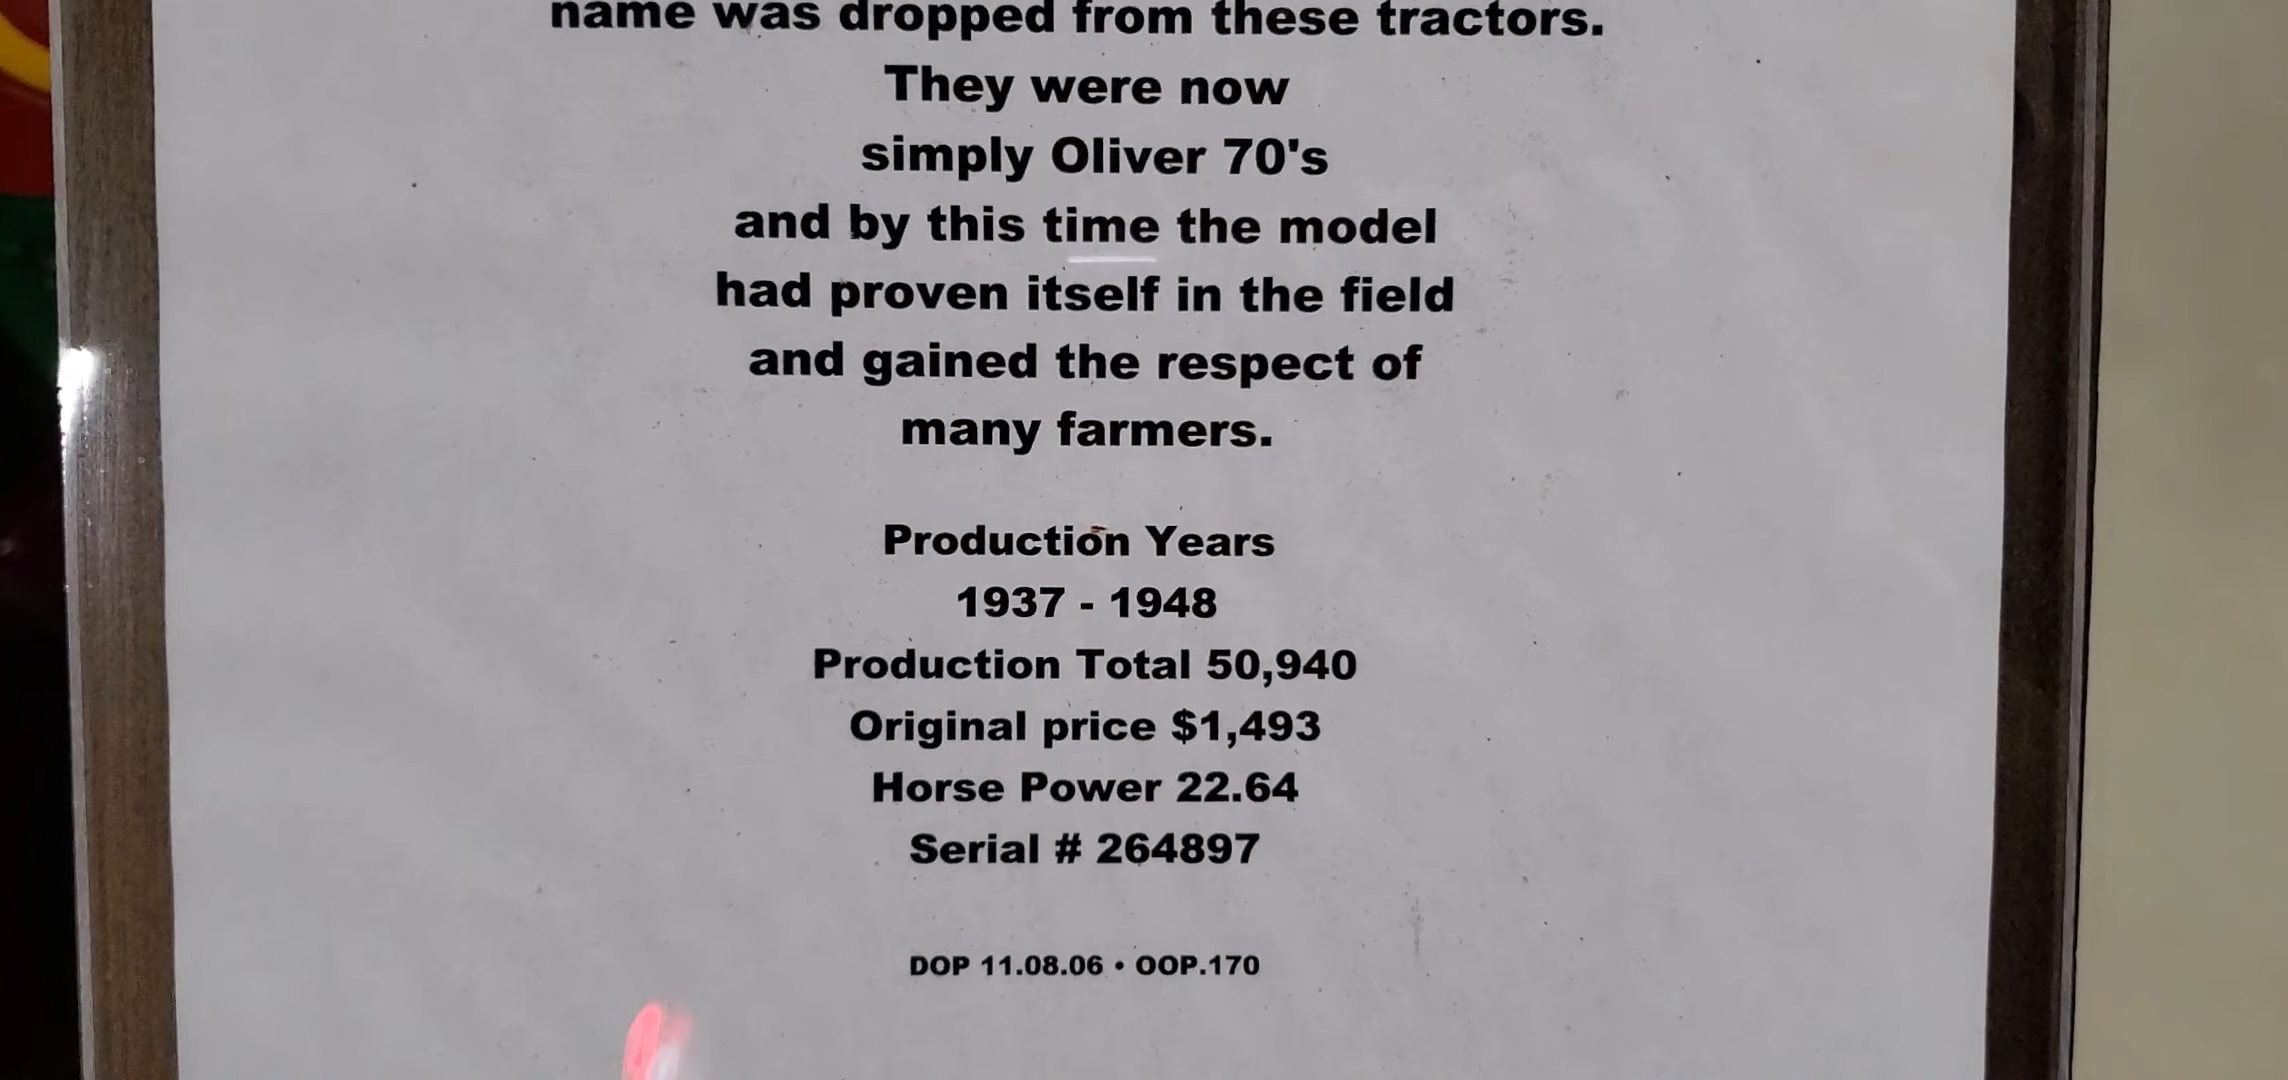 name was dropped from these tractors.
They were now
simply Oliver 70's
and by this time the model
had proven itself in the field
and gained the respect of
many farmers.
Production Years
1937 - 1948
Production Total 50,940
Original price $1,493
Horse Power 22.64
Serial # 264897
DOP 11.08.06 • OOP.170